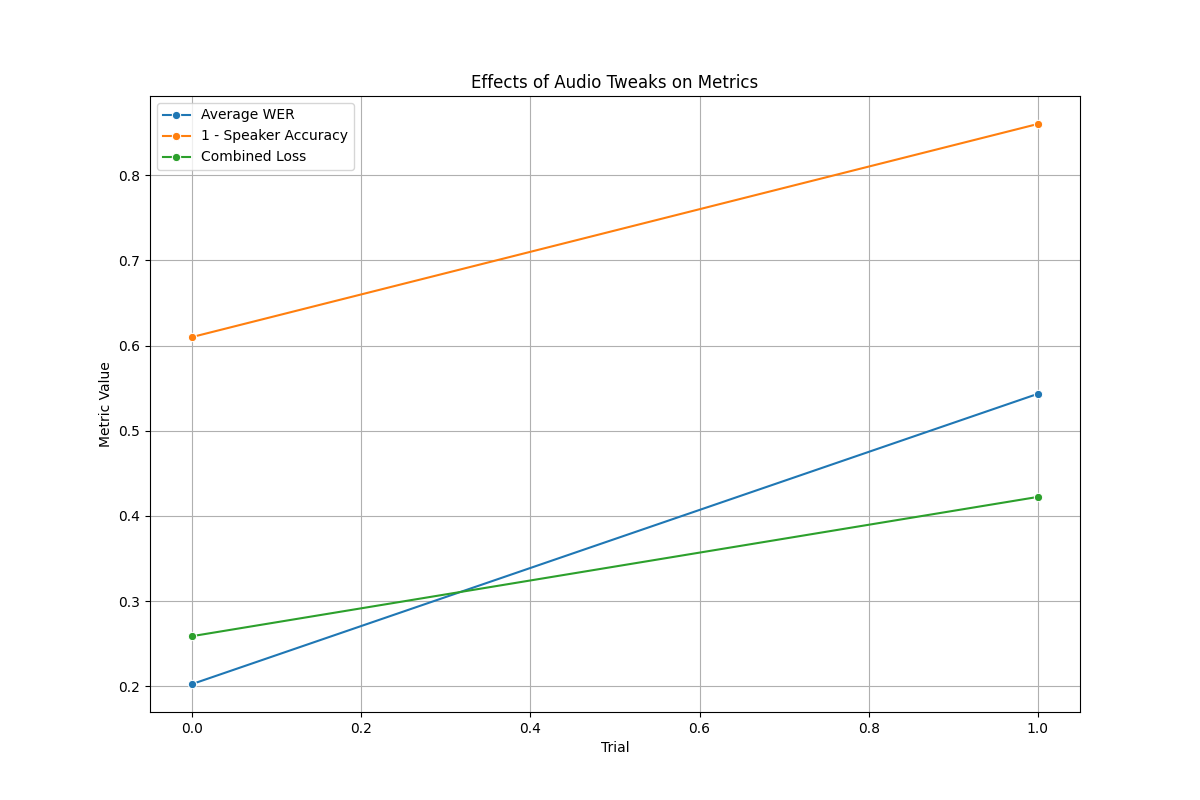 Effects of Audio Tweaks on Metrics
Average WER
1 - Speaker Accuracy
Combined Loss
0.8
0.7
0.6
0.5
0.4
0.3
0.2
Metric Value
0.0 0.2 0.4 0.6 0.8 1.0
Trial